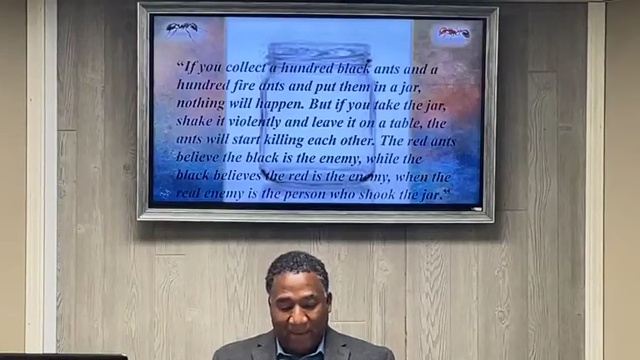 “If you collect a hundred black ants and a
hundred fire ants and put them in a jar,
nothing will happen. But if you take the jar,
shake it violently and leave it on a table, the
ants will start killing each other. The red ants
believe the black is the enemy, while the
black believes the red is the enemy, when the
real enemy is the person who shook the jar.”